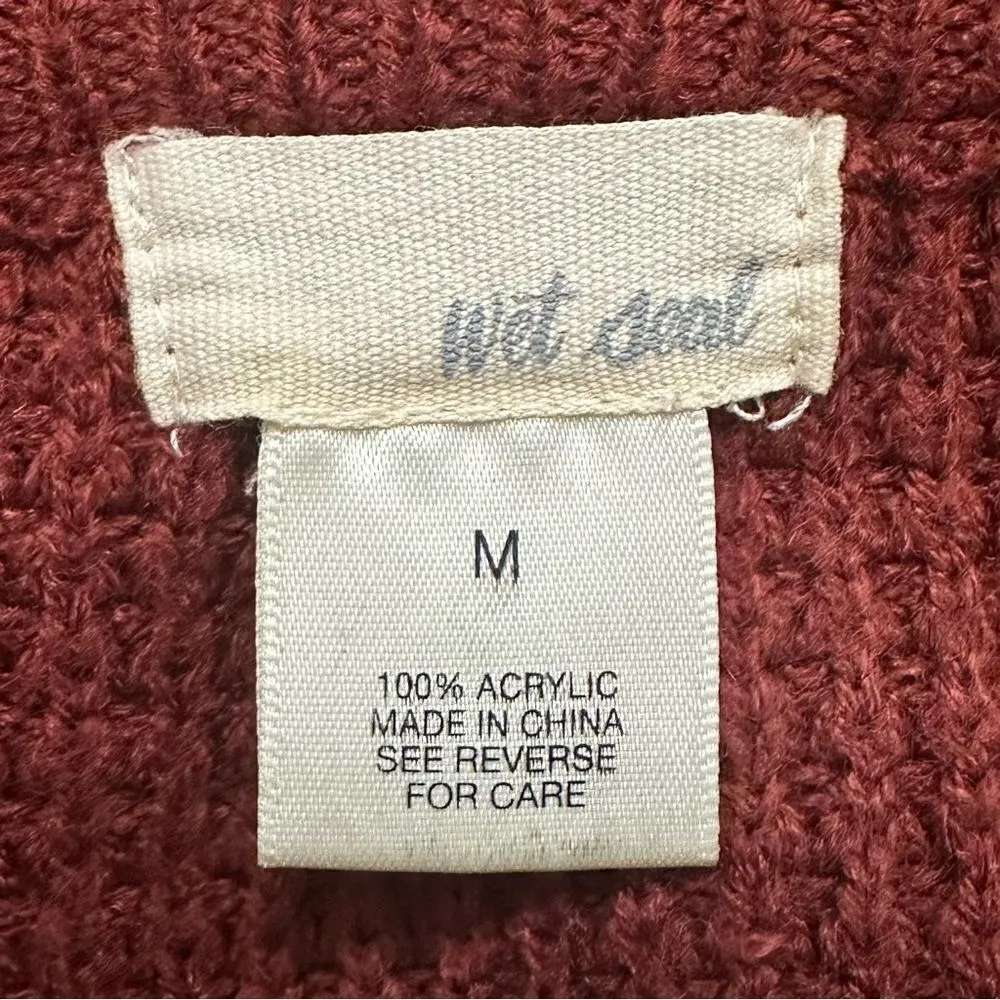 wet seal
M
100% ACRYLIC
MADE IN CHINA
SEE REVERSE
FOR CARE